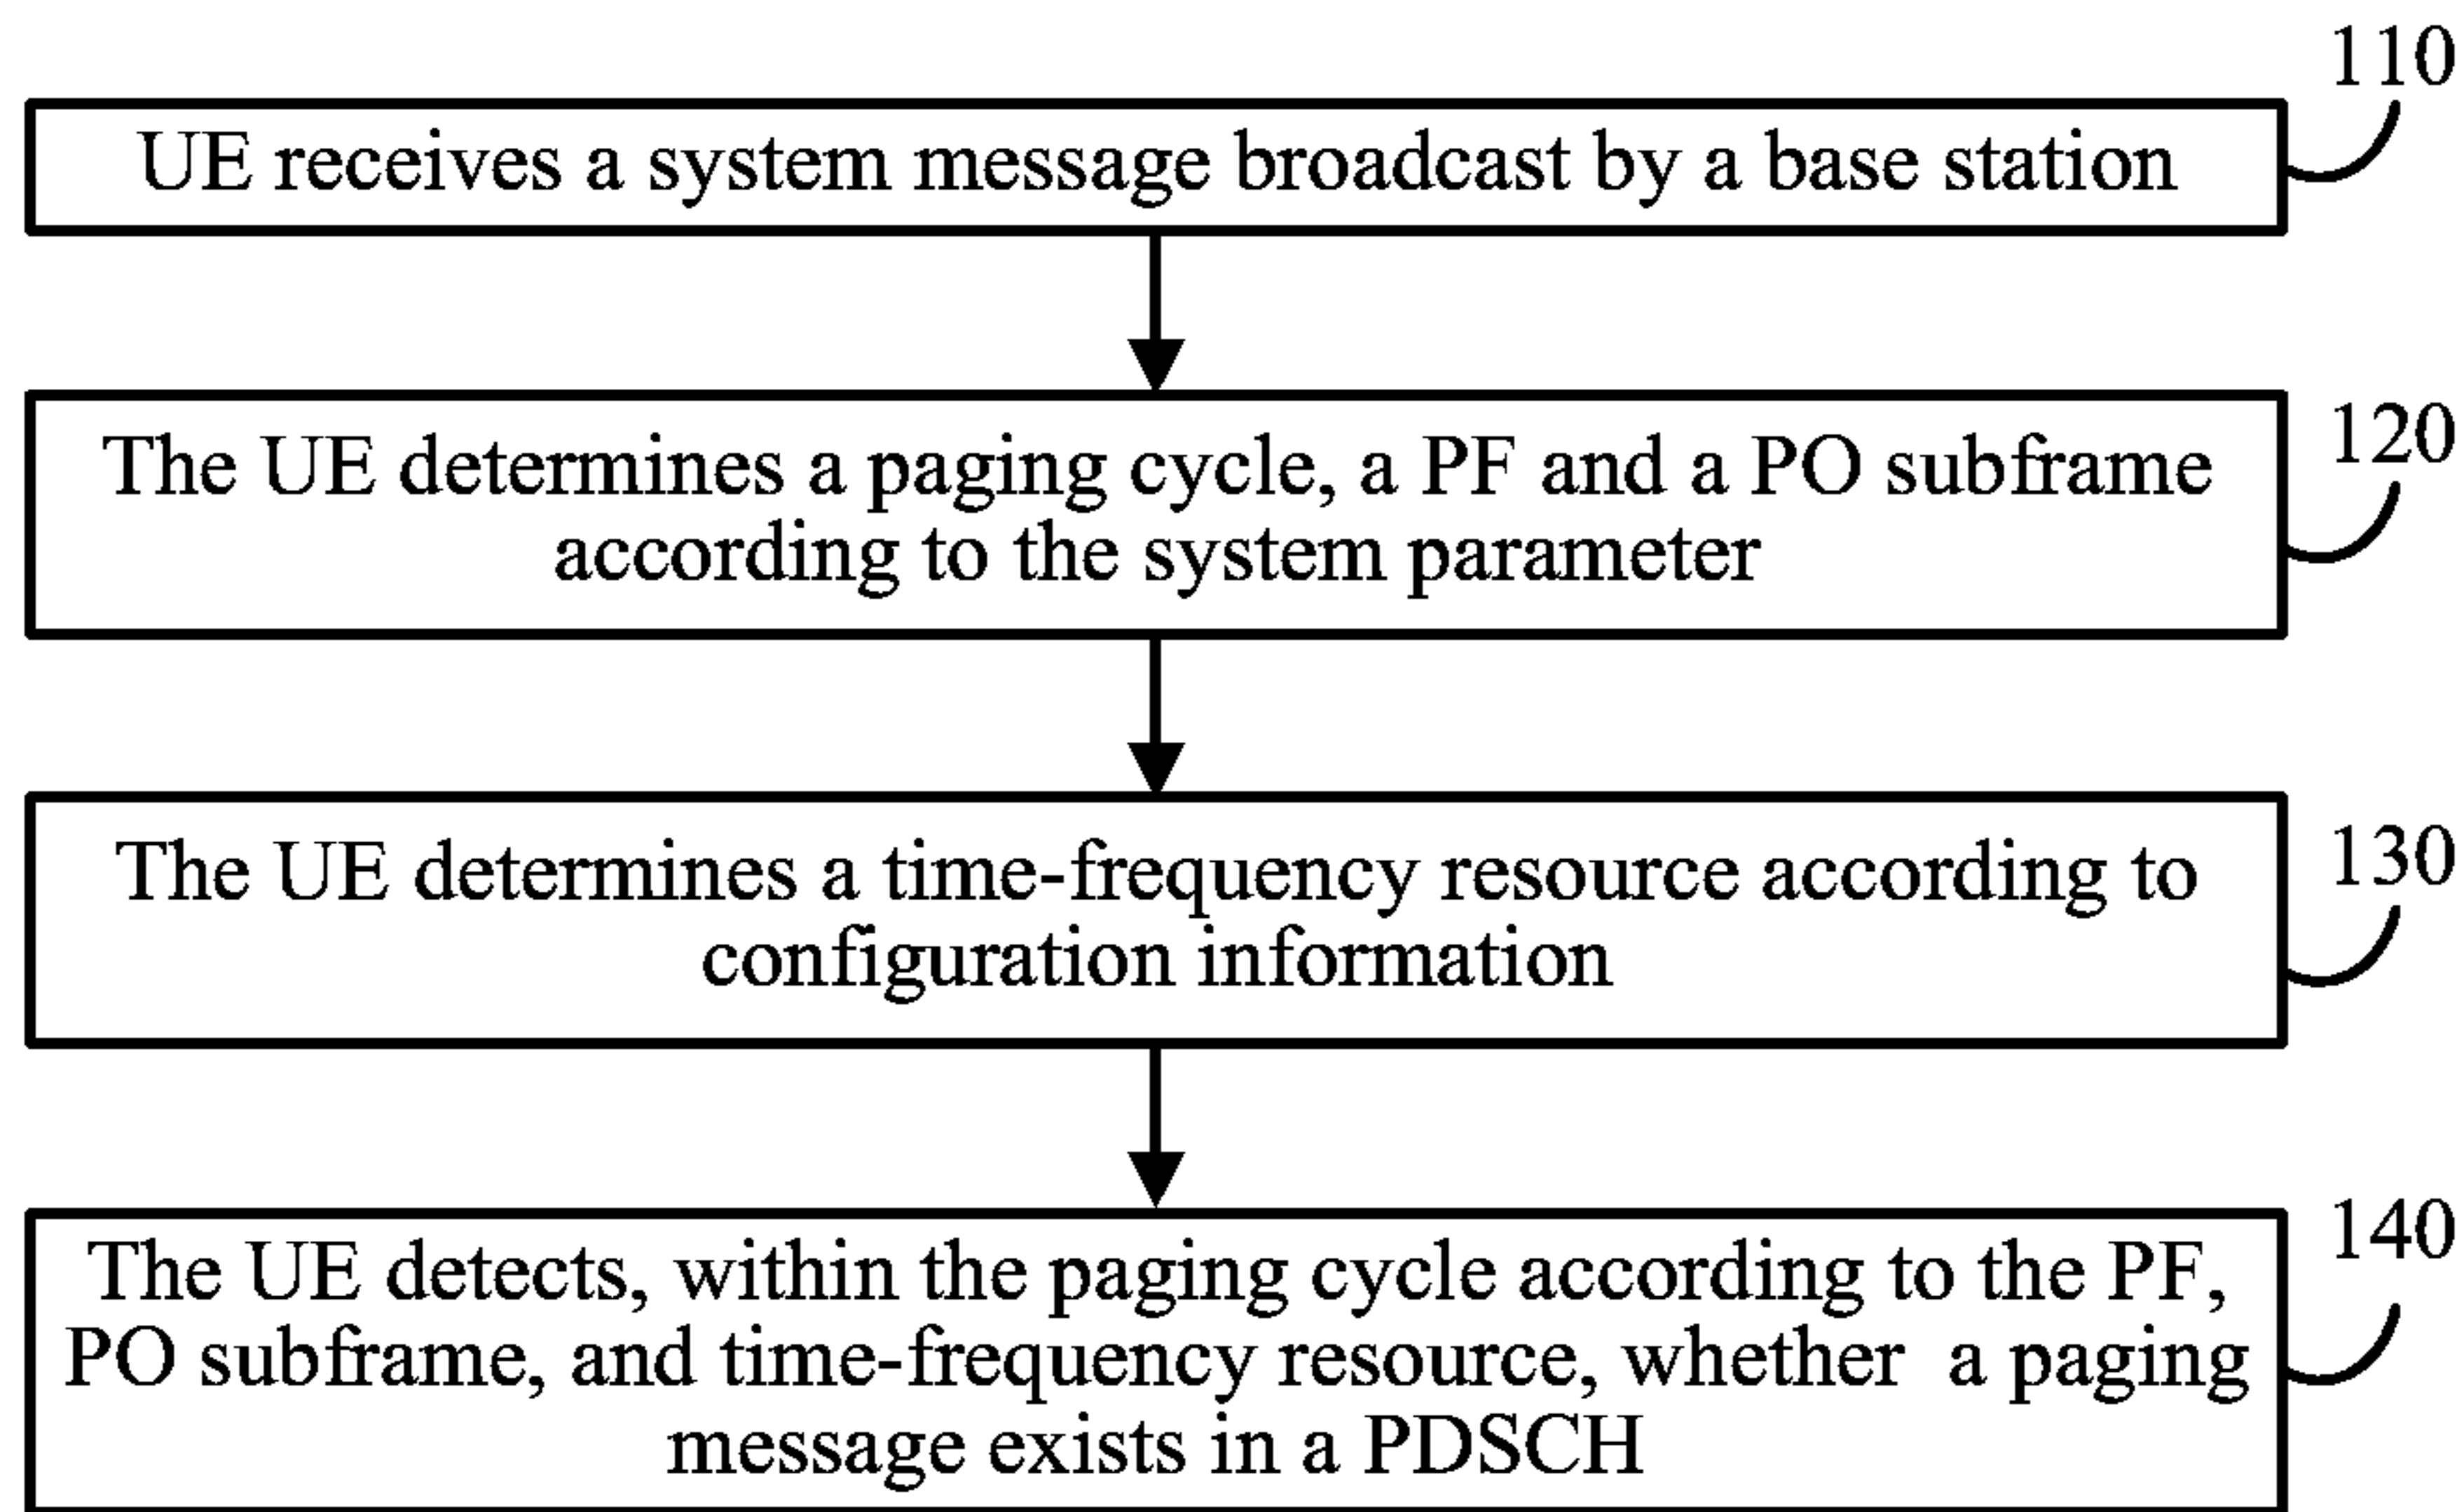 110
UE receives a system message broadcast by a base station
120
The UE determines a paging cycle, a PF and a PO subframe
according to the system parameter
130
The UE determines a time-frequency resource according to
configuration information
140
The UE detects, within the paging cycle according to the PF,
PO subframe, and time-frequency resource, whether a paging
message exists in a PDSCH